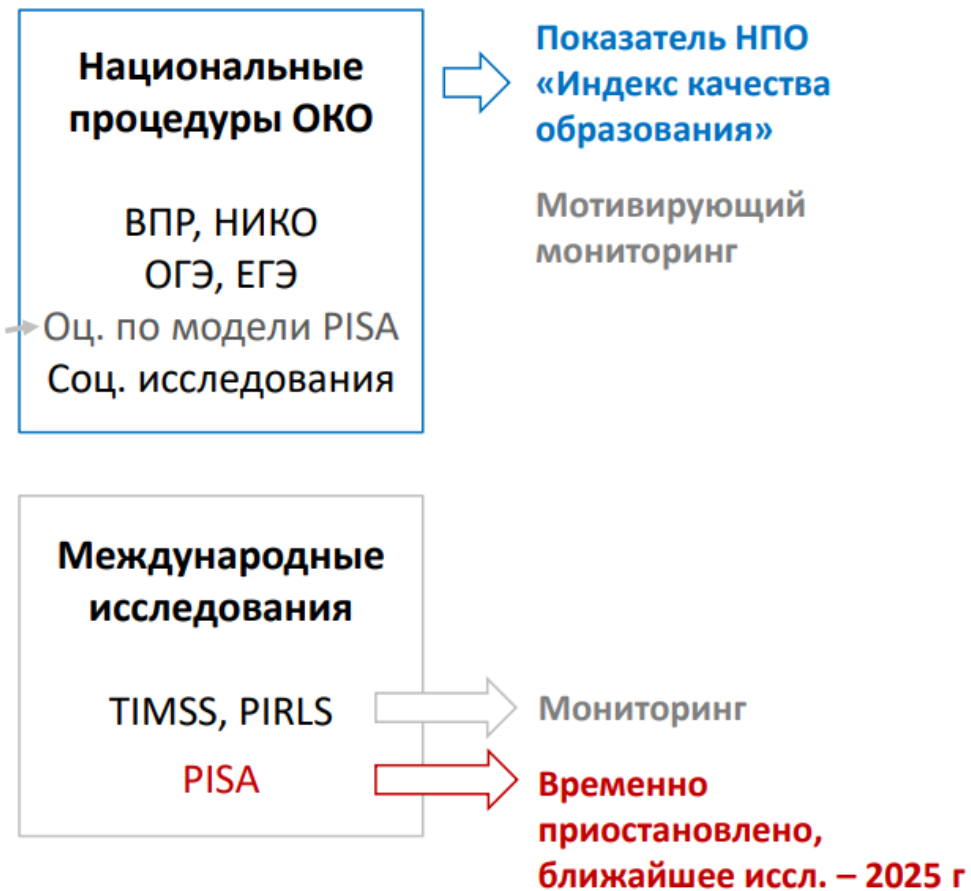 Национальные
процедуры ОКО
ВПР, НИКО
ОГЭ, ЕГЭ
Оц. по модели PISA
Соц. исследования
Показатель НПО
«Индекс качества
образования»
Мотивирующий
мониторинг
Международные
исследования
TIMSS, PIRLS
PISA
Мониторинг
Временно
приостановлено,
ближайшее иссл. – 2025 г